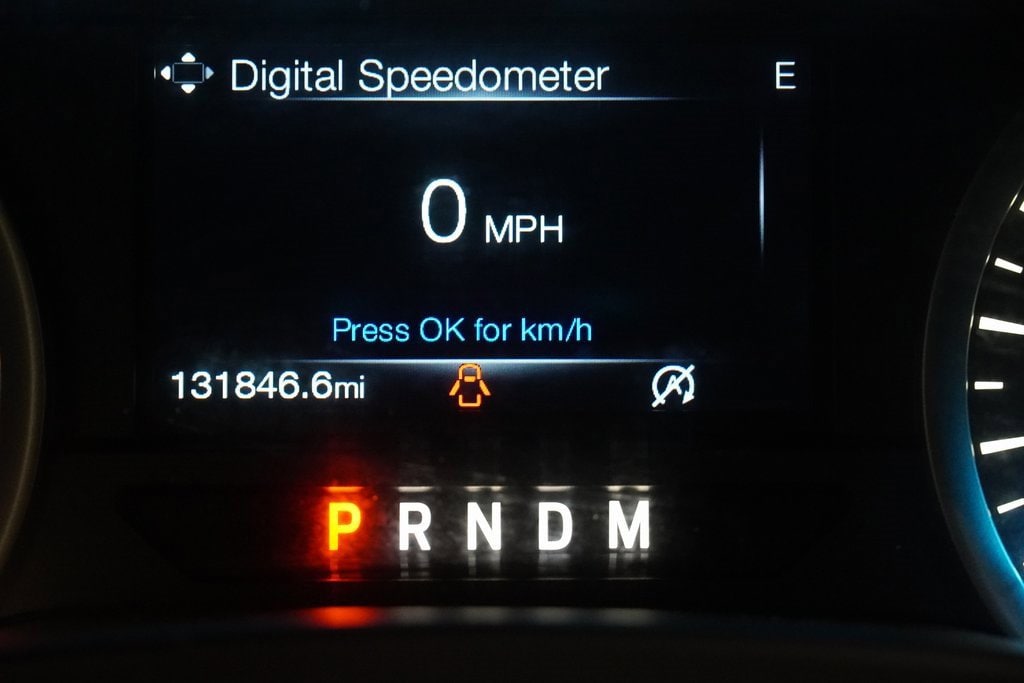 Digital Speedometer E
0 MPH
Press OK for km/h
131846.6mi
P R N D M